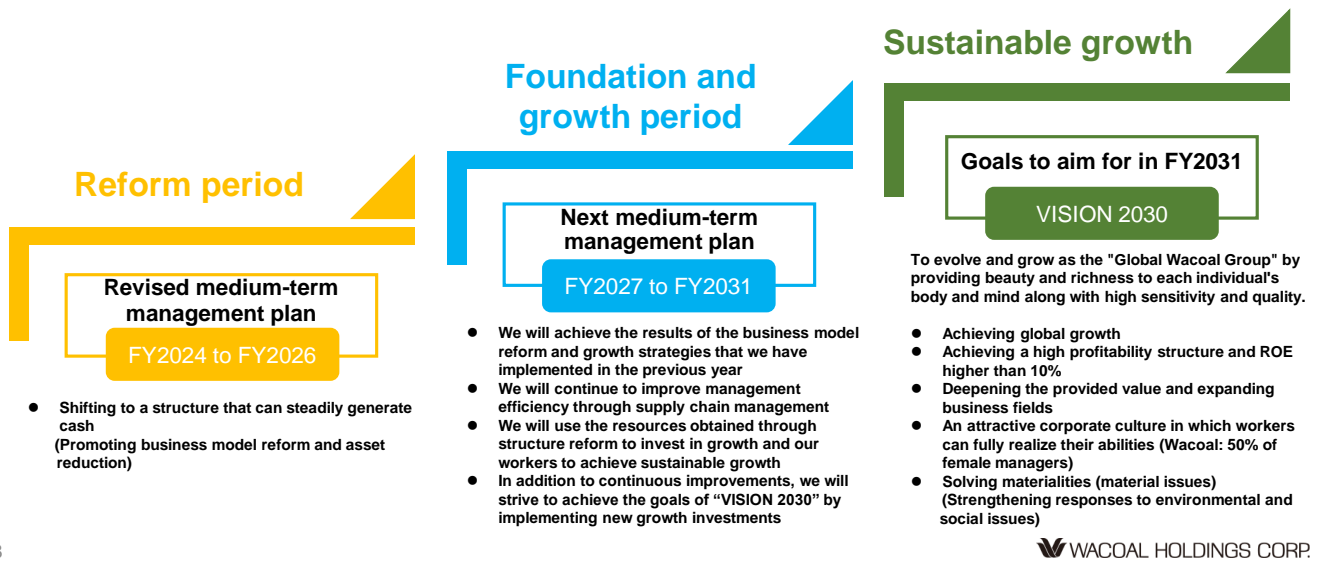 Reform period
Revised medium-term
management plan
FY2024 to FY2026
● Shifting to a structure that can steadily generate
cash
(Promoting business model reform and asset
reduction)
Foundation and
growth period
Next medium-term
management plan
FY2027 to FY2031
● We will achieve the results of the business model
reform and growth strategies that we have
implemented in the previous year
● We will continue to improve management
efficiency through supply chain management
● We will use the resources obtained through
structure reform to invest in growth and our
workers to achieve sustainable growth
● In addition to continuous improvements, we will
strive to achieve the goals of “VISION 2030” by
implementing new growth investments
Sustainable growth
Goals to aim for in FY2031
VISION 2030
To evolve and grow as the "Global Wacoal Group" by
providing beauty and richness to each individual's
body and mind along with high sensitivity and quality.
● Achieving global growth
● Achieving a high profitability structure and ROE
higher than 10%
● Deepening the provided value and expanding
business fields
● An attractive corporate culture in which workers
can fully realize their abilities (Wacoal: 50% of
female managers)
● Solving materialities (material issues)
(Strengthening responses to environmental and
social issues)
WACOAL HOLDINGS CORP.